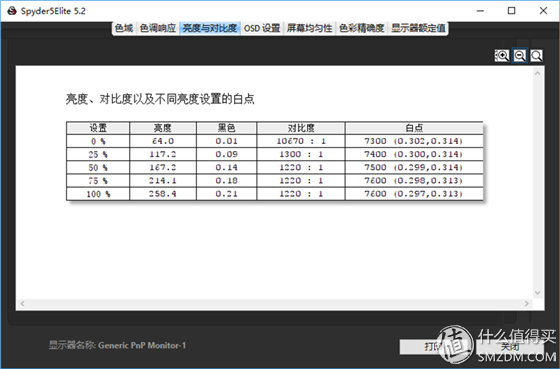 Spyder5Elite 5.2
色域 色调响应 亮度与对比度 OSD 设置 屏幕均匀性 色彩精确度 显示器额定值
亮度、对比度以及不同亮度设置的白点
设置 亮度 黑色 对比度 白点
0 % 64.0 0.01 10670 : 1 7300 (0.302,0.314)
25 % 117.2 0.09 1300 : 1 7400 (0.300,0.314)
50 % 167.2 0.14 1220 : 1 7500 (0.299,0.314)
75 % 214.1 0.18 1220 : 1 7600 (0.298,0.313)
100 % 258.4 0.21 1220 : 1 7600 (0.297,0.313)
显示器名称: Generic PnP Monitor-1
关闭
值 什么值得买
SMZDM.COM